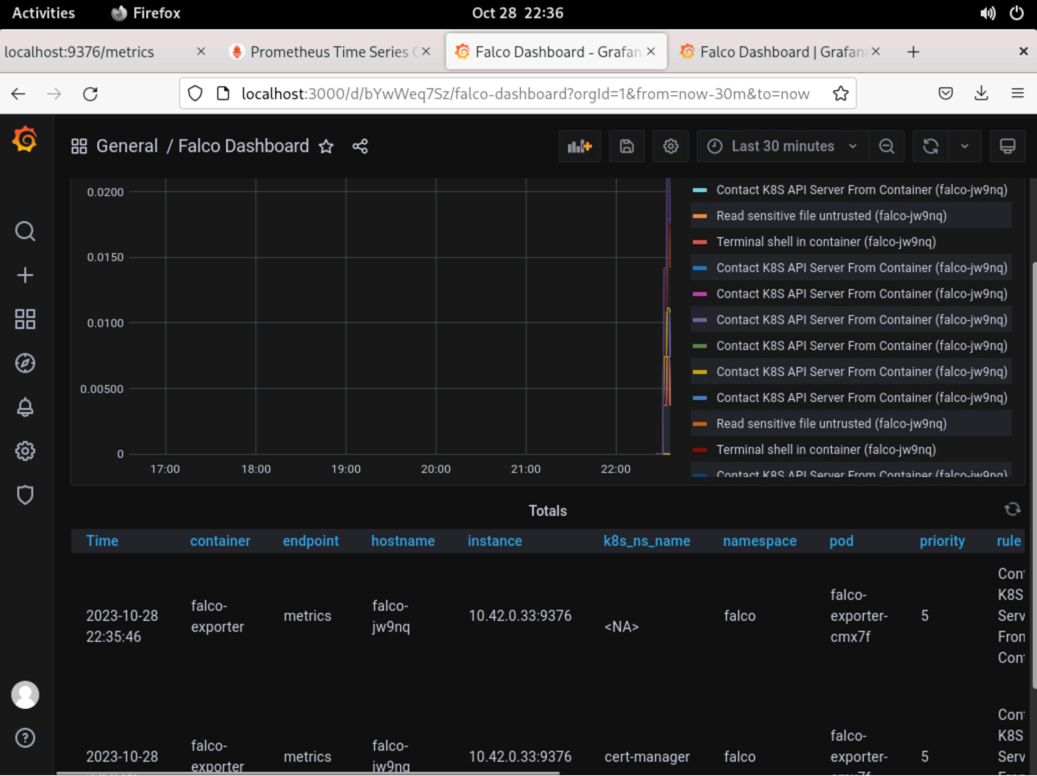 Activities Firefox Oct 28 22:36
localhost:9376/metrics × Prometheus Time Series × Falco Dashboard - Grafan × Falco Dashboard | Grafan × + ×
localhost:3000/d/bYwWeq7Sz/falco-dashboard?orgId=1&from=now-30m&to=now
General / Falco Dashboard Last 30 minutes
0.0200
0.0150
0.0100
0.00500
0
17:00 18:00 19:00 20:00 21:00 22:00
Contact K8S API Server From Container (falco-jw9nq)
Read sensitive file untrusted (falco-jw9nq)
Terminal shell in container (falco-jw9nq)
Contact K8S API Server From Container (falco-jw9nq)
Contact K8S API Server From Container (falco-jw9nq)
Contact K8S API Server From Container (falco-jw9nq)
Contact K8S API Server From Container (falco-jw9nq)
Contact K8S API Server From Container (falco-jw9nq)
Contact K8S API Server From Container (falco-jw9nq)
Read sensitive file untrusted (falco-jw9nq)
Terminal shell in container (falco-jw9nq)
Contact K8S API Server From Container (falco-jw9nq)
Totals
Time container endpoint hostname instance k8s_ns_name namespace pod priority rule
2023-10-28
22:35:46
falco-
exporter
metrics
falco-
jw9nq
10.42.0.33:9376
<NA>
falco
falco-
exporter-
cmx7f
5
Con
K8S
Serv
From
Con
2023-10-28
falco-
exporter
metrics
falco-
jw9nq
10.42.0.33:9376
cert-manager
falco
falco-
exporter-
5
Con
K8S
Serv